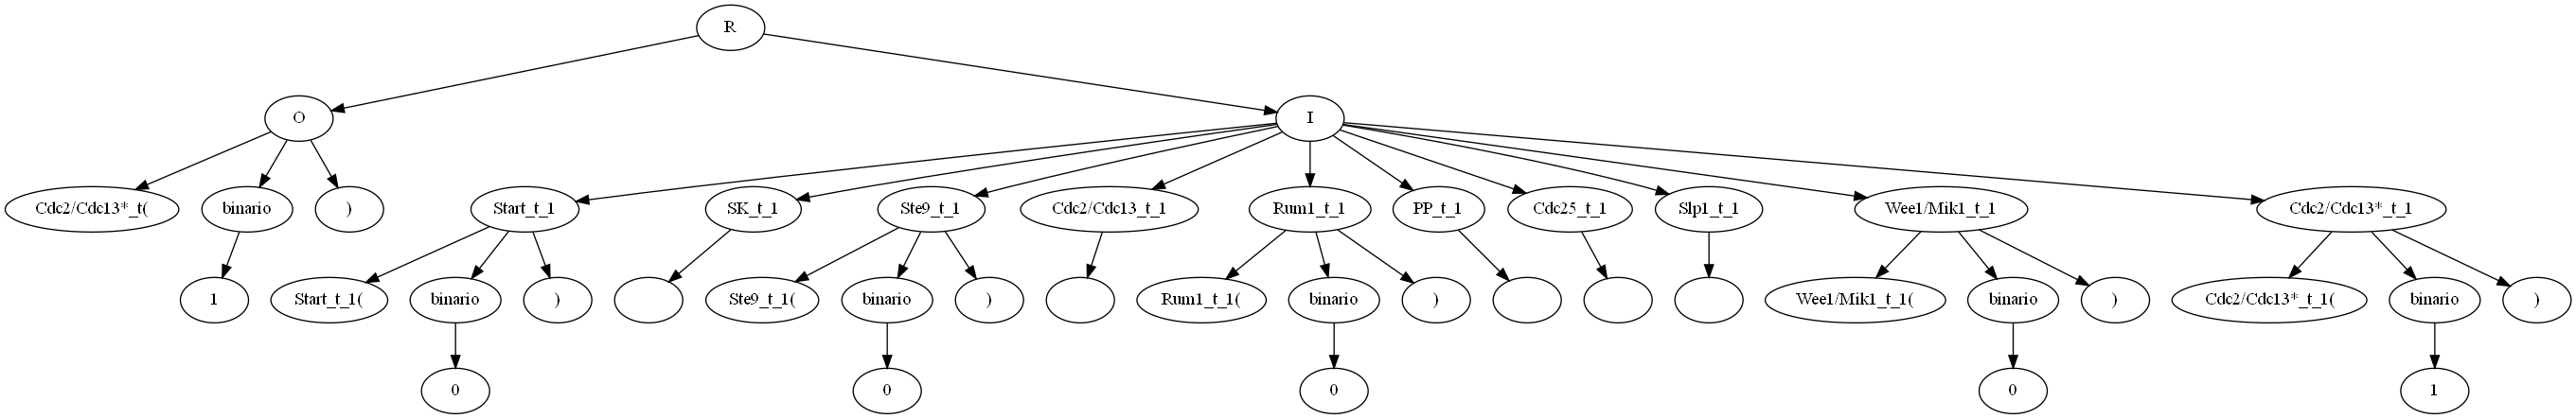 R
O I
Cdc2/Cdc13*_t( binario ) Start_t_1 SK_t_1 Ste9_t_1 Cdc2/Cdc13_t_1 Rum1_t_1 PP_t_1 Cdc25_t_1 Slp1_t_1 Wee1/Mik1_t_1 Cdc2/Cdc13*_t_1
1 Start_t_1( binario ) Ste9_t_1( binario ) Rum1_t_1( binario ) Wee1/Mik1_t_1( binario ) Cdc2/Cdc13*_t_1( binario )
0 0 0 0 1